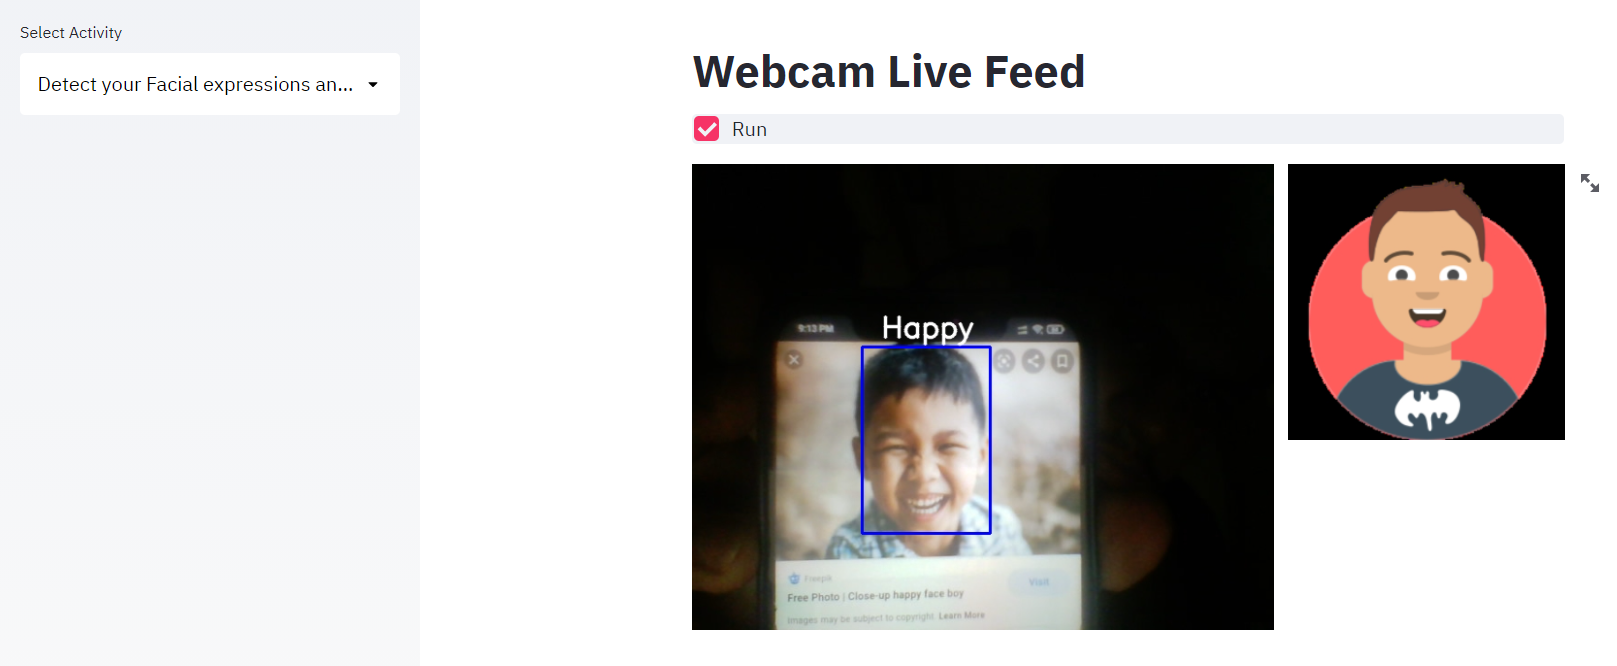 Select Activity
Detect your Facial expressions an...
Webcam Live Feed
Run
9:13 PM
Happy
Freepik
Visit
Free Photo | Close-up happy face boy
Images may be subject to copyright. Learn More